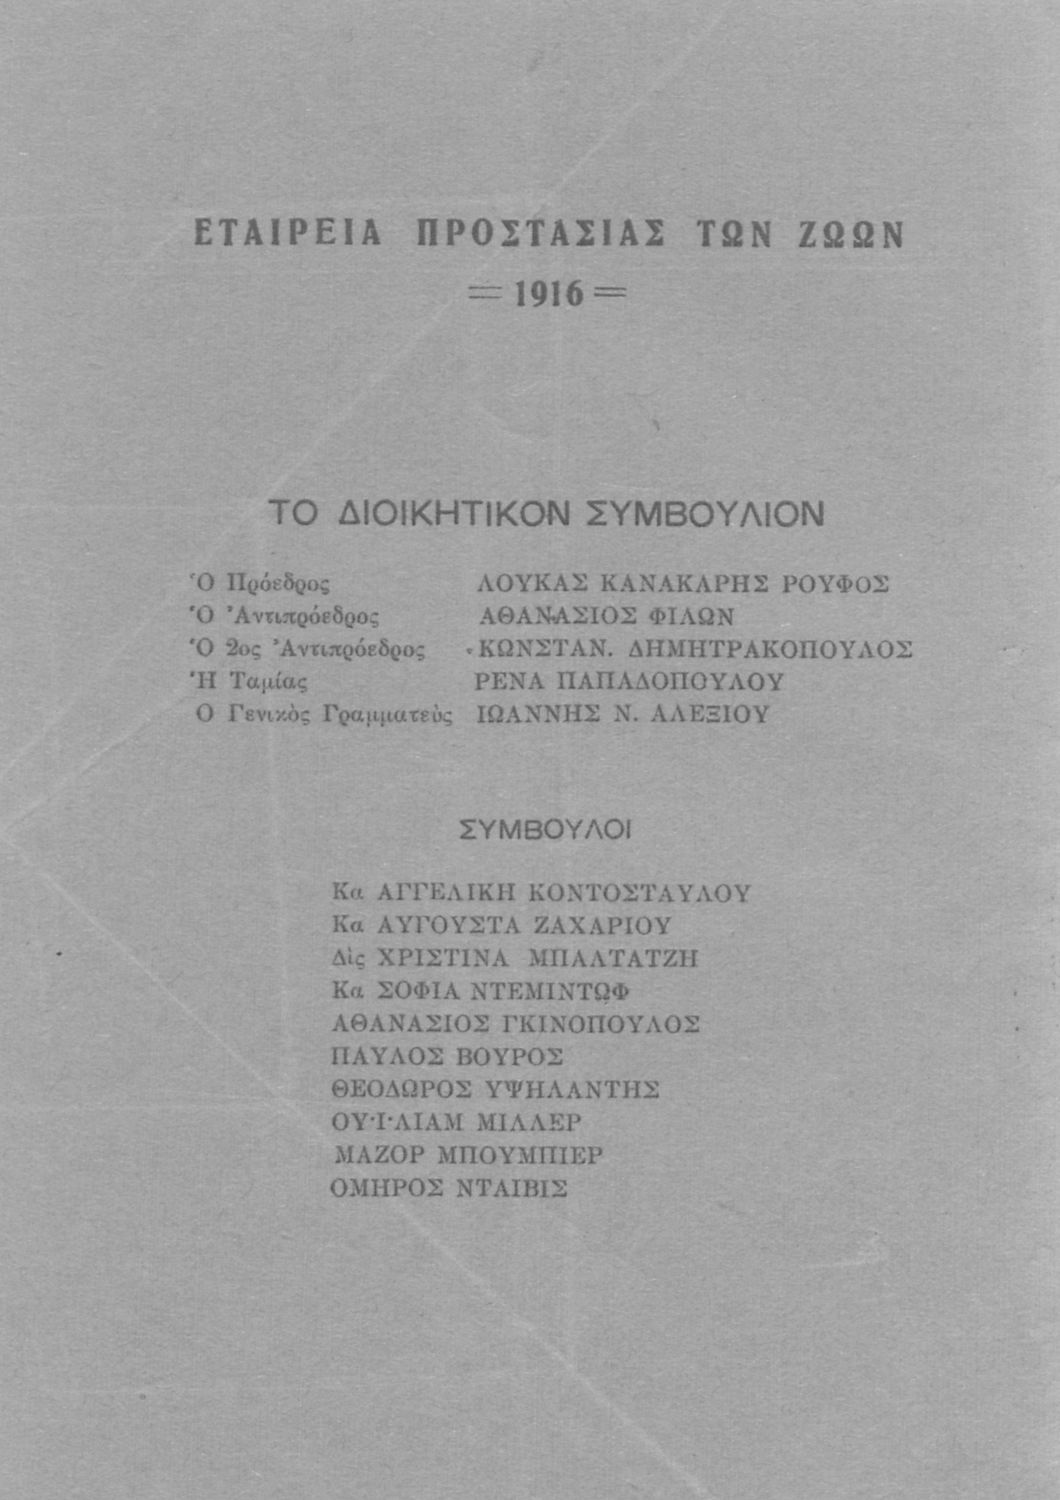 ΕΤΑΙΡΕΙΑ ΠΡΟΣΤΑΣΙΑΣ ΤΩΝ ΖΩΩΝ
= 1916 =
ΤΟ ΔΙΟΙΚΗΤΙΚΟΝ ΣΥΜΒΟΥΛΙΟΝ
Ὁ Πρόεδρος ΛΟΥΚΑΣ ΚΑΝΑΚΑΡΗΣ ΡΟΥΦΟΣ
Ὁ Ἀντιπρόεδρος ΑΘΑΝΑΣΙΟΣ ΦΙΛΩΝ
Ὁ 2ος Ἀντιπρόεδρος ΚΩΝΣΤΑΝ. ΔΗΜΗΤΡΑΚΟΠΟΥΛΟΣ
Ἡ Ταμίας ΡΕΝΑ ΠΑΠΑΔΟΠΟΥΛΟΥ
Ο Γενικὸς Γραμματεὺς ΙΩΑΝΝΗΣ Ν. ΑΛΕΞΙΟΥ
ΣΥΜΒΟΥΛΟΙ
Κα ΑΓΓΕΛΙΚΗ ΚΟΝΤΟΣΤΑΥΛΟΥ
Κα ΑΥΓΟΥΣΤΑ ΖΑΧΑΡΙΟΥ
Δὶς ΧΡΙΣΤΙΝΑ ΜΠΑΛΤΑΤΖΗ
Κα ΣΟΦΙΑ ΝΤΕΜΙΝΤΩΦ
ΑΘΑΝΑΣΙΟΣ ΓΚΙΝΟΠΟΥΛΟΣ
ΠΑΥΛΟΣ ΒΟΥΡΟΣ
ΘΕΟΔΩΡΟΣ ΥΨΗΛΑΝΤΗΣ
ΟΥ·Ι·ΛΙΑΜ ΜΙΛΛΕΡ
ΜΑΖΟΡ ΜΠΟΥΜΠΙΕΡ
ΟΜΗΡΟΣ ΝΤΑΙΒΙΣ